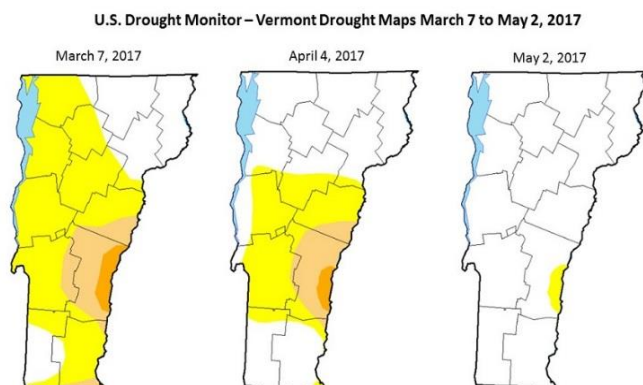 U.S. Drought Monitor – Vermont Drought Maps March 7 to May 2, 2017
March 7, 2017
April 4, 2017
May 2, 2017